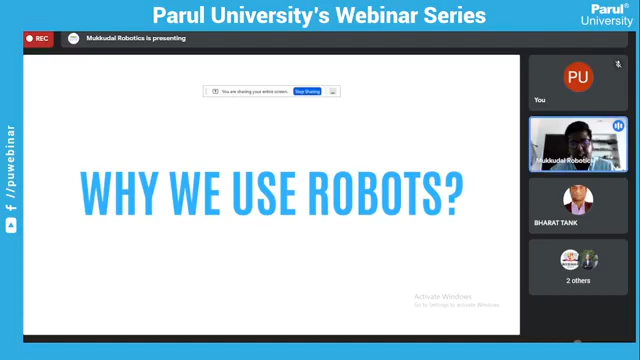 Parul University's Webinar Series
Parul®
University
REC
Mukkudal Robotics is presenting
You are sharing your entire screen.
Stop Sharing
WHY WE USE ROBOTS?
Activate Windows
Go to Settings to activate Windows.
PU
You
Mukkudal Robotics
BHARAT TANK
2 others
//puwebinar